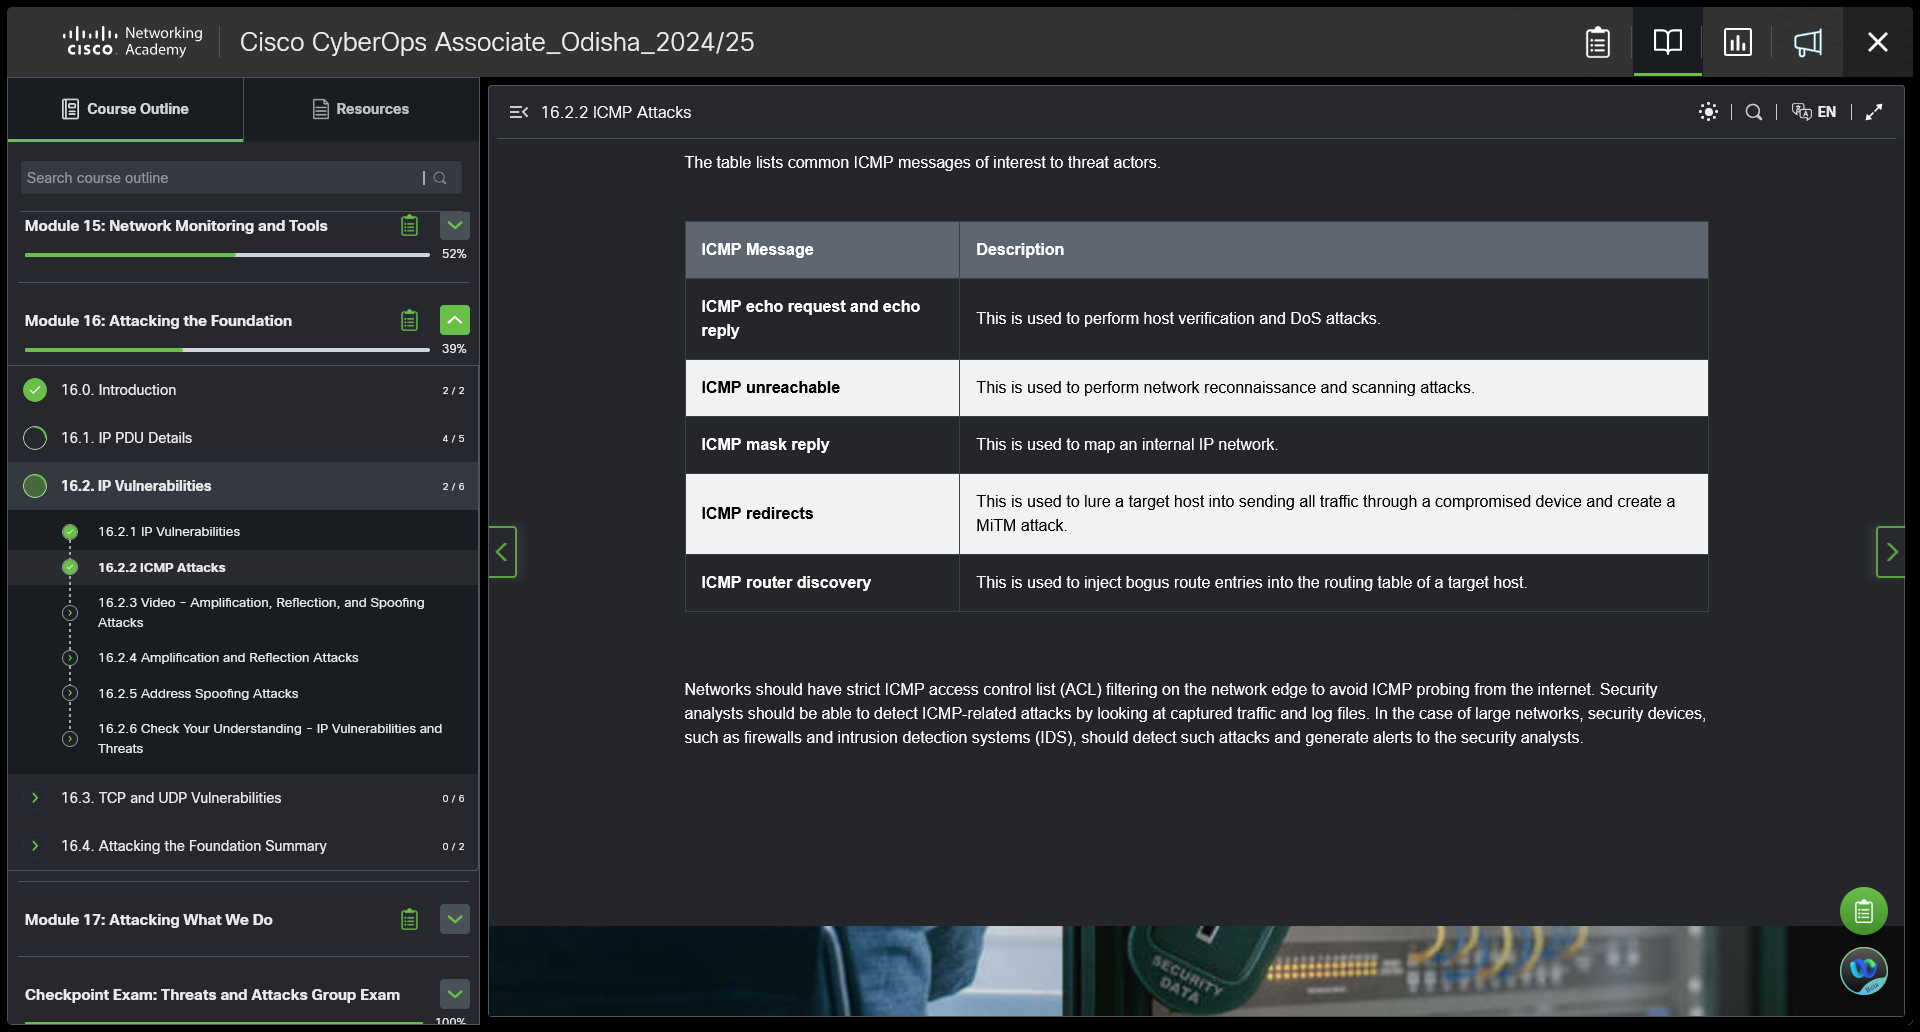 Networking
CISCO Academy
Cisco CyberOps Associate_Odisha_2024/25
Course Outline
Resources
Search course outline
Module 15: Network Monitoring and Tools
52%
Module 16: Attacking the Foundation
39%
16.0. Introduction 2 / 2
16.1. IP PDU Details 4 / 5
16.2. IP Vulnerabilities 2 / 6
16.2.1 IP Vulnerabilities
16.2.2 ICMP Attacks
16.2.3 Video - Amplification, Reflection, and Spoofing
Attacks
16.2.4 Amplification and Reflection Attacks
16.2.5 Address Spoofing Attacks
16.2.6 Check Your Understanding - IP Vulnerabilities and
Threats
16.3. TCP and UDP Vulnerabilities 0 / 6
16.4. Attacking the Foundation Summary 0 / 2
Module 17: Attacking What We Do
Checkpoint Exam: Threats and Attacks Group Exam
100%
16.2.2 ICMP Attacks
EN
The table lists common ICMP messages of interest to threat actors.
ICMP Message Description
ICMP echo request and echo
reply
This is used to perform host verification and DoS attacks.
ICMP unreachable This is used to perform network reconnaissance and scanning attacks.
ICMP mask reply This is used to map an internal IP network.
ICMP redirects
This is used to lure a target host into sending all traffic through a compromised device and create a
MiTM attack.
ICMP router discovery This is used to inject bogus route entries into the routing table of a target host.
Networks should have strict ICMP access control list (ACL) filtering on the network edge to avoid ICMP probing from the internet. Security
analysts should be able to detect ICMP-related attacks by looking at captured traffic and log files. In the case of large networks, security devices,
such as firewalls and intrusion detection systems (IDS), should detect such attacks and generate alerts to the security analysts.
SECURITY
DATA
Beta